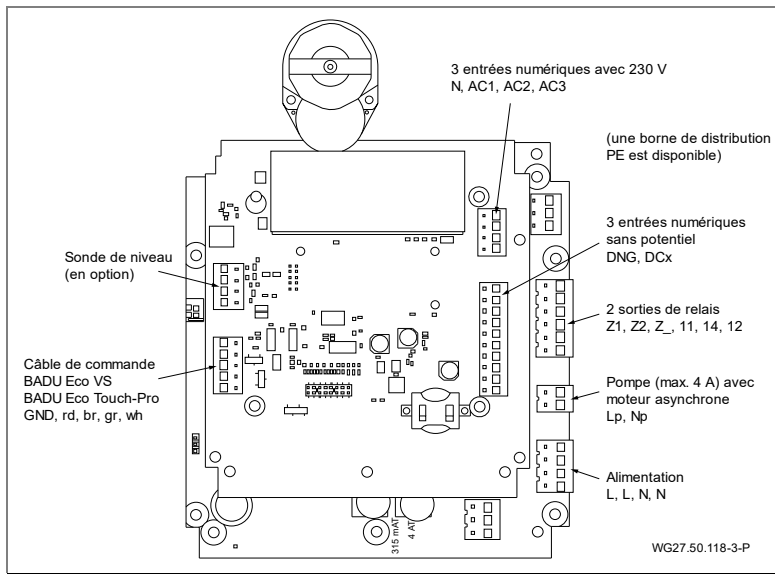 3 entrées numériques avec 230 V
N, AC1, AC2, AC3
(une borne de distribution
PE est disponible)
3 entrées numériques
sans potentiel
DNG, DCx
Sonde de niveau
(en option)
2 sorties de relais
Z1, Z2, Z_, 11, 14, 12
Câble de commande
BADU Eco VS
BADU Eco Touch-Pro
GND, rd, br, gr, wh
Pompe (max. 4 A) avec
moteur asynchrone
Lp, Np
Alimentation
L, L, N, N
315 mAT
4 AT
WG27.50.118-3-P